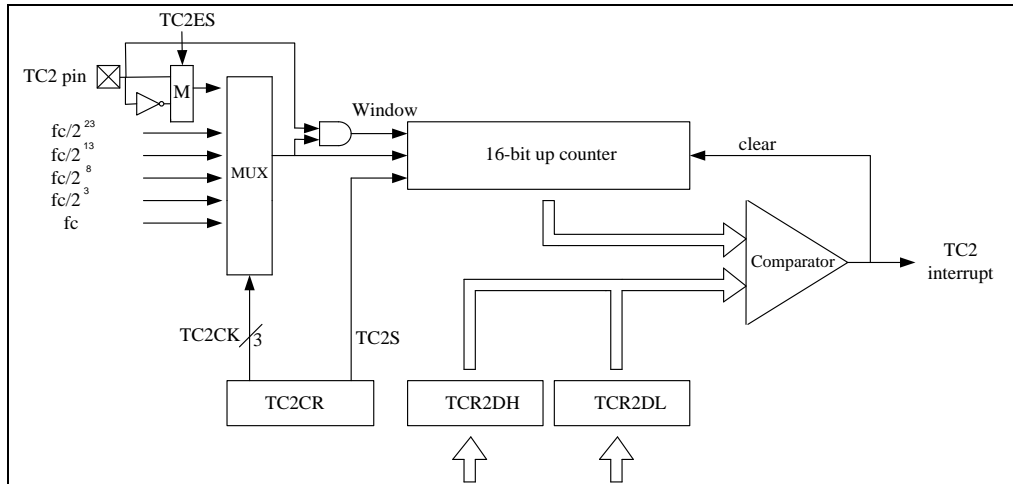 TC2ES
TC2 pin
M
Window
fc/2 23
fc/2 13
fc/2 8
fc/2 3
fc
MUX
16-bit up counter
clear
Comparator
TC2
interrupt
TC2CK
3
TC2S
TC2CR
TCR2DH
TCR2DL